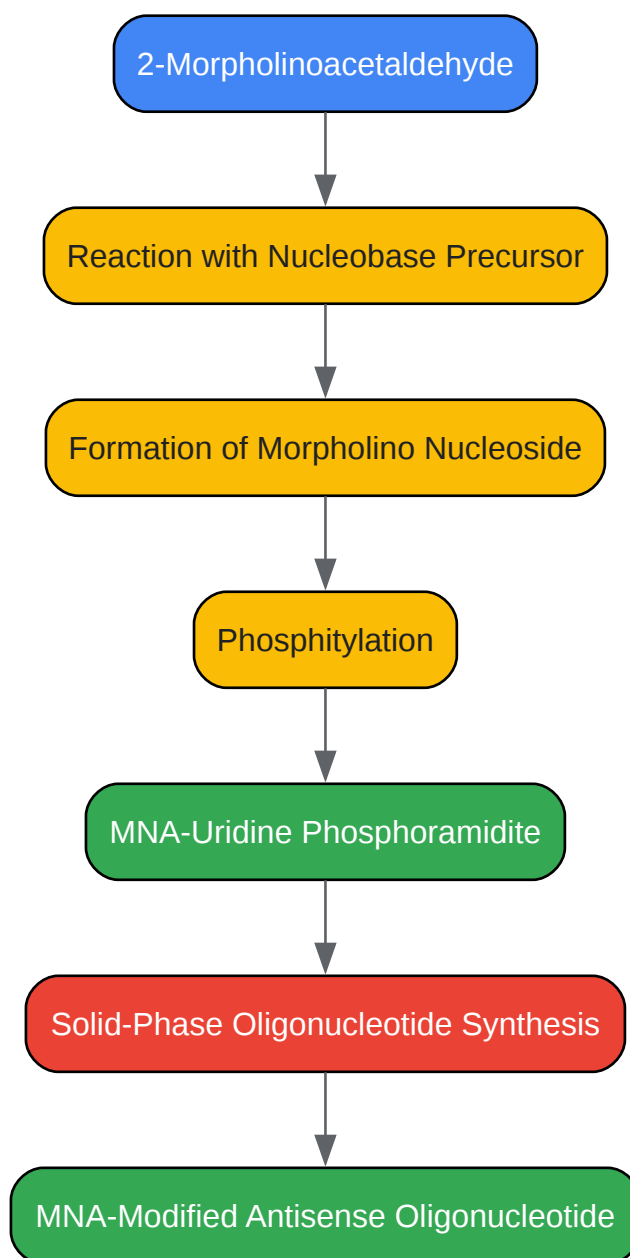 2-Morpholinoacetaldehyde
Reaction with Nucleobase Precursor
Formation of Morpholino Nucleoside
Phosphitylation
MNA-Uridine Phosphoramidite
Solid-Phase Oligonucleotide Synthesis
MNA-Modified Antisense Oligonucleotide